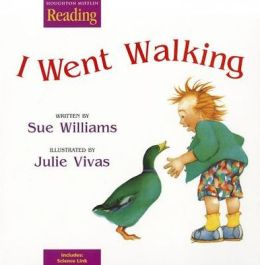 HOUGHTON MIFFLIN
Reading
I Went Walking
WRITTEN BY
Sue Williams
ILLUSTRATED BY
Julie Vivas
Includes:
Science Link